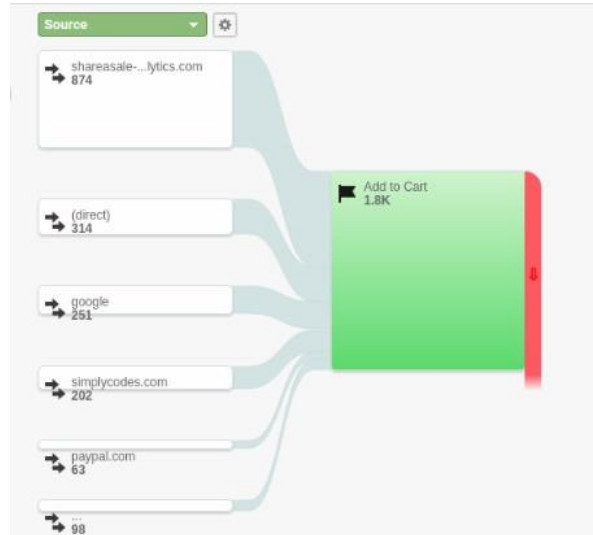 Source
shareasale-...lytics.com
874
Add to Cart
1.8K
(direct)
314
google
251
simplycodes.com
202
paypal.com
63
...
98